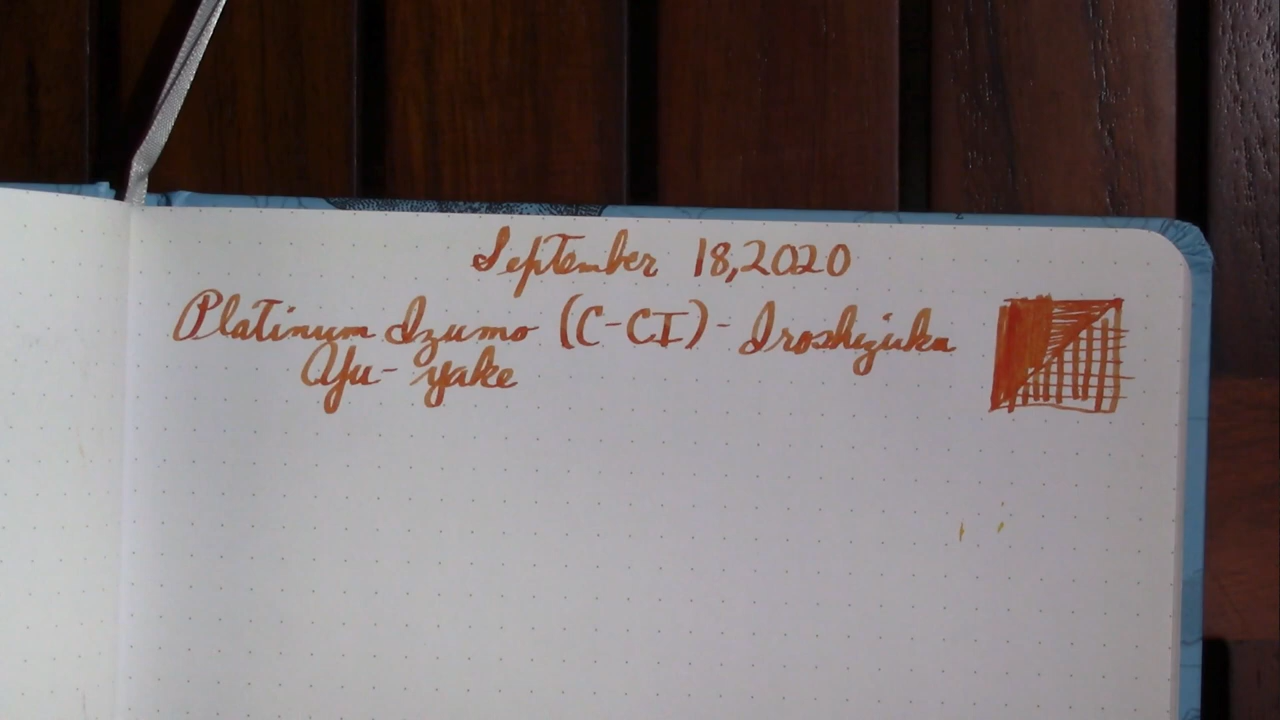 September 18, 2020
Platinum Izumo (C-CI) - Iroshizuku
Yu-yake